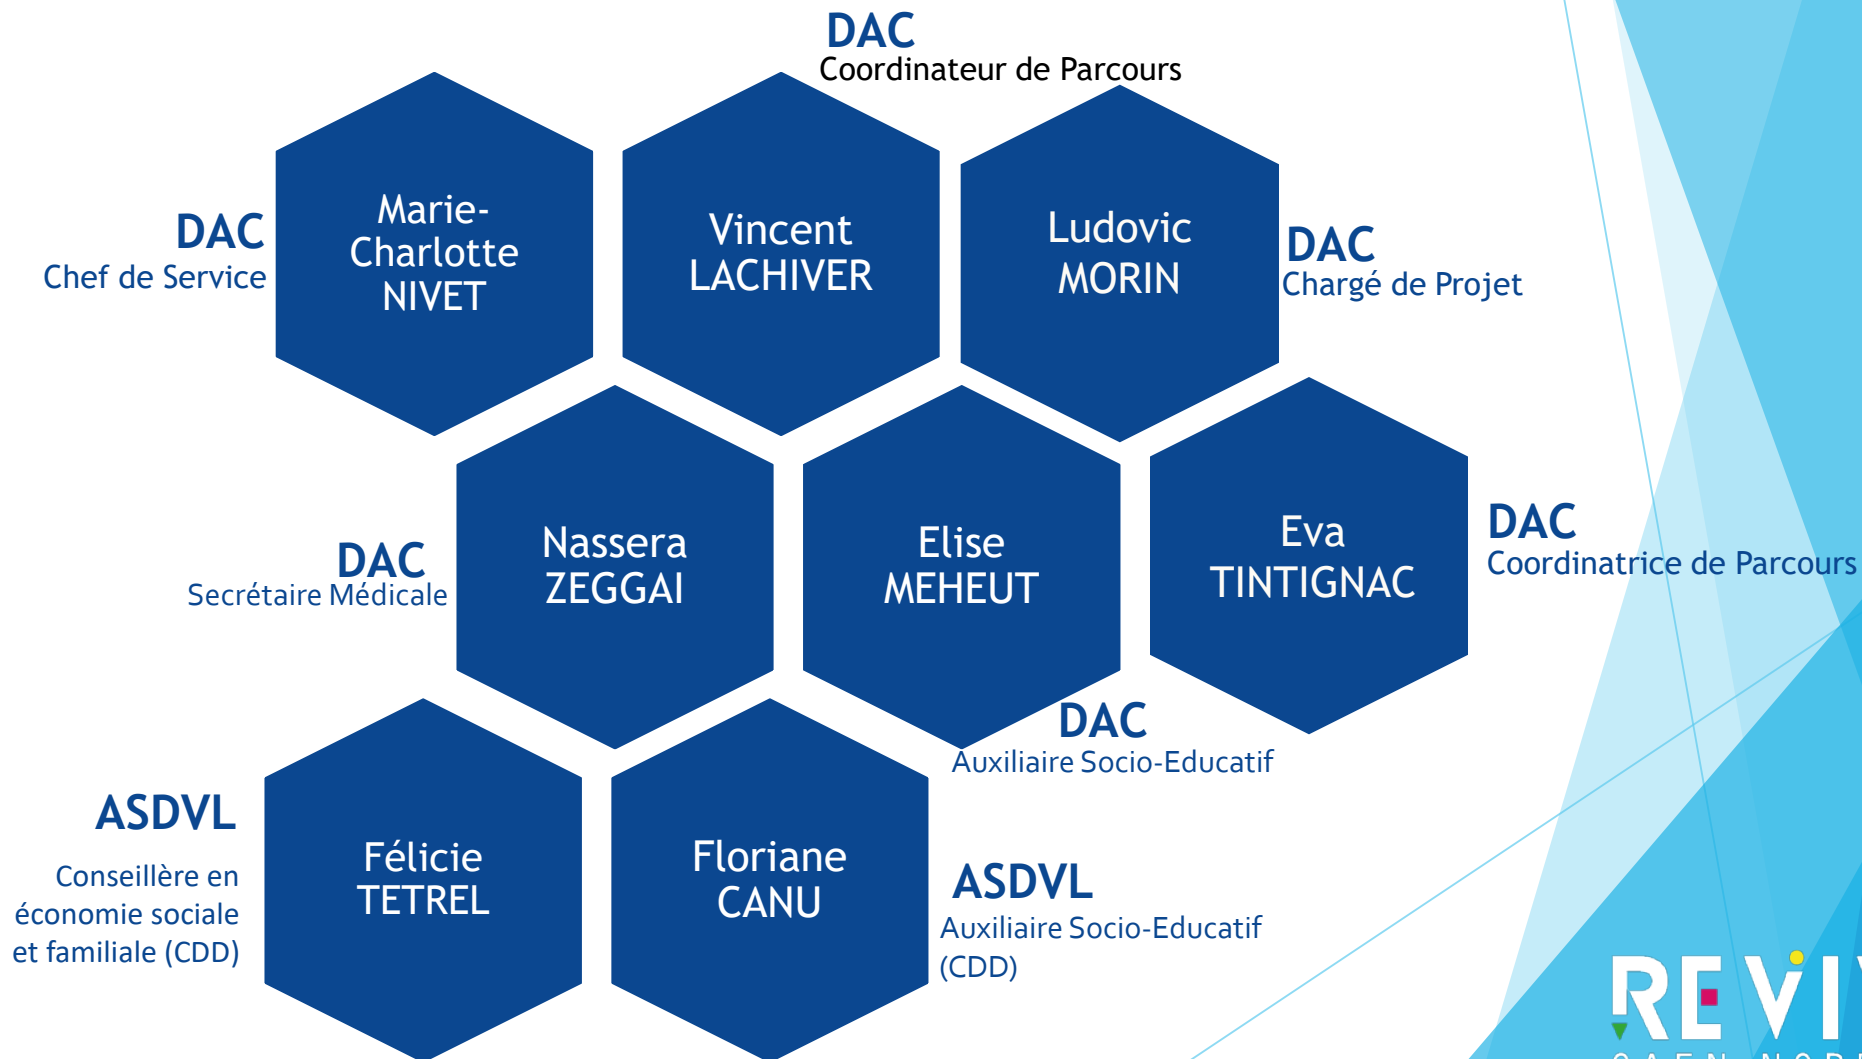 DAC
Coordinateur de Parcours
DAC
Chef de Service
Marie-
Charlotte
NIVET
Vincent
LACHIVER
Ludovic
MORIN
DAC
Chargé de Projet
DAC
Secrétaire Médicale
Nassera
ZEGGAI
Elise
MEHEUT
Eva
TINTIGNAC
DAC
Coordinatrice de Parcours
DAC
Auxiliaire Socio-Educatif
ASDVL
Conseillère en
économie sociale
et familiale (CDD)
Félicie
TETREL
Floriane
CANU
ASDVL
Auxiliaire Socio-Educatif
(CDD)